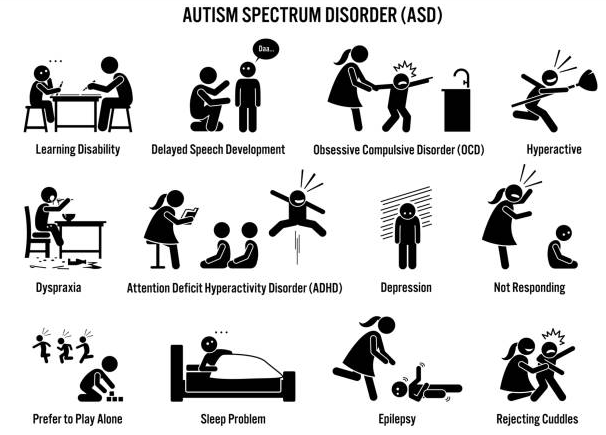 AUTISM SPECTRUM DISORDER (ASD)
Daa...
Learning Disability
Delayed Speech Development
Obsessive Compulsive Disorder (OCD)
Hyperactive
Dyspraxia
Attention Deficit Hyperactivity Disorder (ADHD)
Depression
Not Responding
Prefer to Play Alone
Sleep Problem
Epilepsy
Rejecting Cuddles